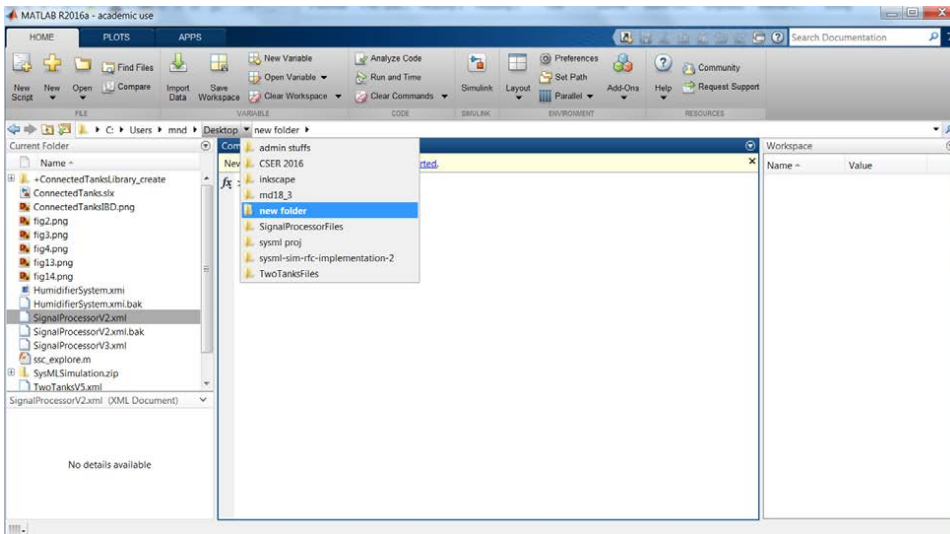 MATLAB R2016a - academic use
HOME PLOTS APPS
Search Documentation
New Script
New
Open
Find Files
Compare
Import Data
Save Workspace
New Variable
Open Variable
Clear Workspace
Analyze Code
Run and Time
Clear Commands
Simulink
Layout
Preferences
Set Path
Parallel
Add-Ons
Help
Community
Request Support
FILE VARIABLE CODE SIMULINK ENVIRONMENT RESOURCES
C: Users mnd Desktop new folder
Current Folder
Name
+ConnectedTanksLibrary_create
ConnectedTanks.slx
ConnectedTanksIBD.png
fig2.png
fig3.png
fig4.png
fig13.png
fig14.png
HumidifierSystem.xmi
HumidifierSystem.xmi.bak
SignalProcessorV2.xml
SignalProcessorV2.xml.bak
SignalProcessorV3.xml
ssc_explore.m
SysMLSimulation.zip
TwoTanksV5.xml
SignalProcessorV2.xml (XML Document)
No details available
Com
New
rted.
fx
admin stuffs
CSER 2016
inkscape
md18_3
new folder
SignalProcessorFiles
sysml proj
sysml-sim-rfc-implementation-2
TwoTanksFiles
Workspace
Name Value